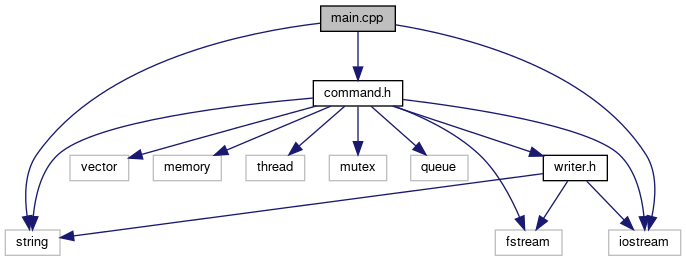 main.cpp
command.h
vector
memory
thread
mutex
queue
writer.h
string
fstream
iostream